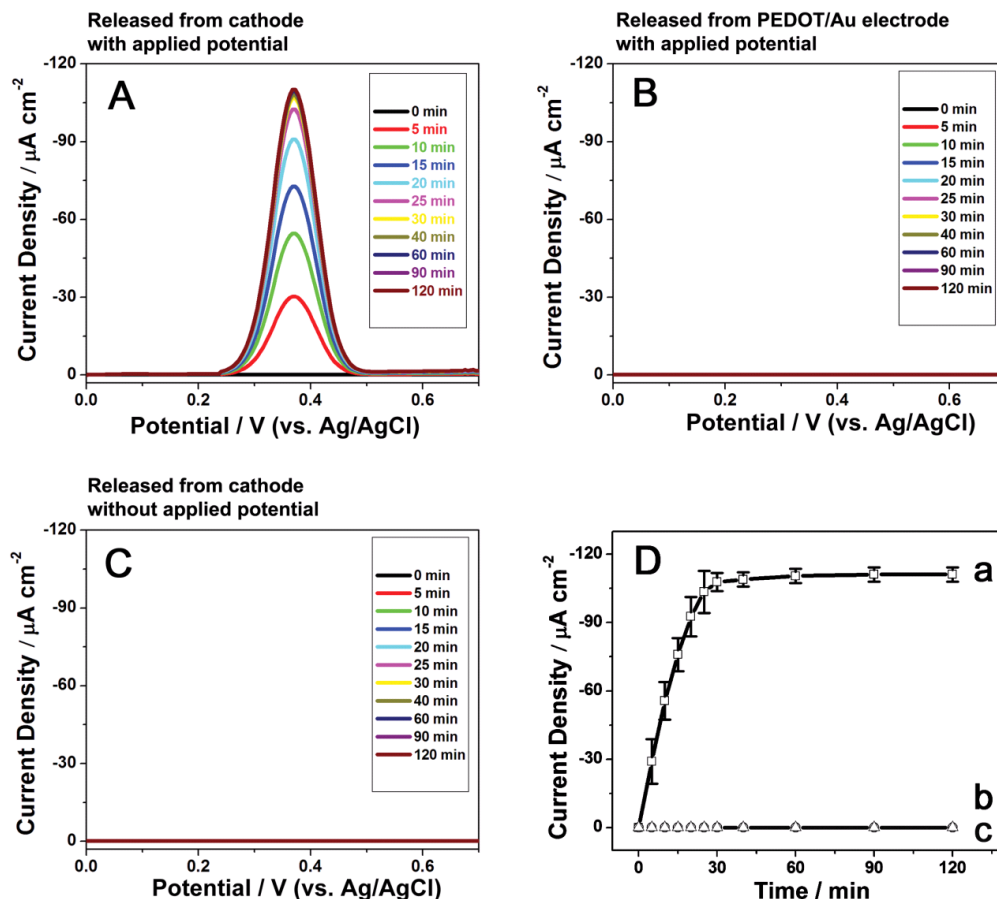 Released from cathode
with applied potential
A
0 min
5 min
10 min
15 min
20 min
25 min
30 min
40 min
60 min
90 min
120 min
-120
-90
-60
-30
0
0.0 0.2 0.4 0.6
Current Density / μA cm⁻²
Potential / V (vs. Ag/AgCl)
Released from PEDOT/Au electrode
with applied potential
B
0 min
5 min
10 min
15 min
20 min
25 min
30 min
40 min
60 min
90 min
120 min
-120
-90
-60
-30
0
0.0 0.2 0.4 0.6
Current Density / μA cm⁻²
Potential / V (vs. Ag/AgCl)
Released from cathode
without applied potential
C
0 min
5 min
10 min
15 min
20 min
25 min
30 min
40 min
60 min
90 min
120 min
-120
-90
-60
-30
0
0.0 0.2 0.4 0.6
Current Density / μA cm⁻²
Potential / V (vs. Ag/AgCl)
D
a
b
c
-120
-90
-60
-30
0
0 30 60 90 120
Current Density / μA cm⁻²
Time / min